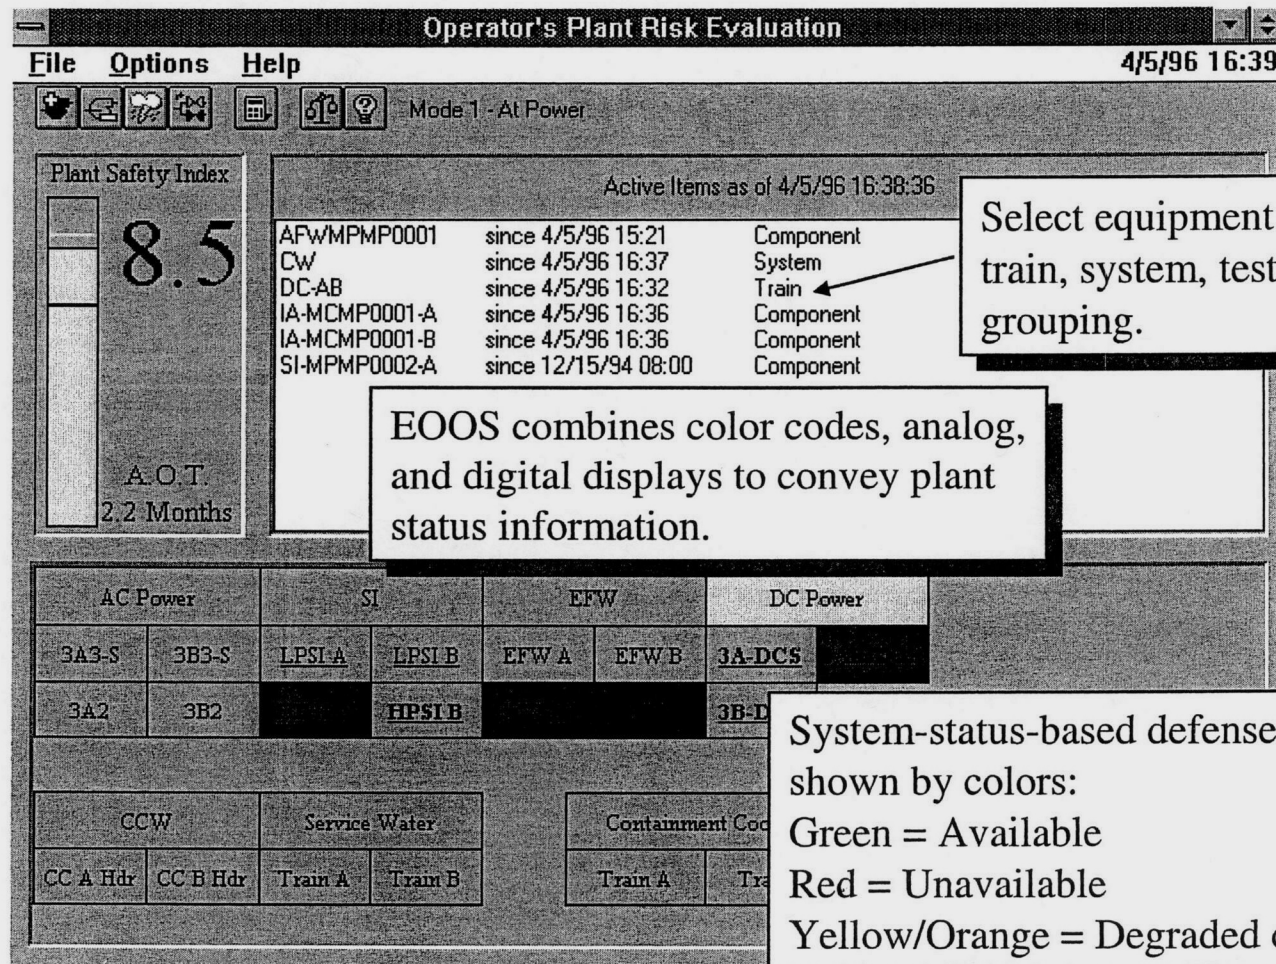 Operator's Plant Risk Evaluation
File Options Help 4/5/96 16:39
Mode 1 - At Power
Plant Safety Index
8.5
A.O.T.
2.2 Months
Active Items as of 4/5/96 16:38:36
AFWMPMP0001 since 4/5/96 15:21 Component
CW since 4/5/96 16:37 System
DC-AB since 4/5/96 16:32 Train
IA-MCMP0001-A since 4/5/96 16:36 Component
IA-MCMP0001-B since 4/5/96 16:36 Component
SI-MPMP0002-A since 12/15/94 08:00 Component
Select equipment
train, system, test
grouping.
EOOS combines color codes, analog,
and digital displays to convey plant
status information.
AC Power SI EFW DC Power
3A3-S 3B3-S LPSI A LPSI B EFW A EFW B 3A-DCS
3A2 3B2 HPSI B 3B-D
System-status-based defense
shown by colors:
Green = Available
Red = Unavailable
Yellow/Orange = Degraded
CCW Service Water Containment Coo
CC A Hdr CC B Hdr Train A Train B Train A Tra